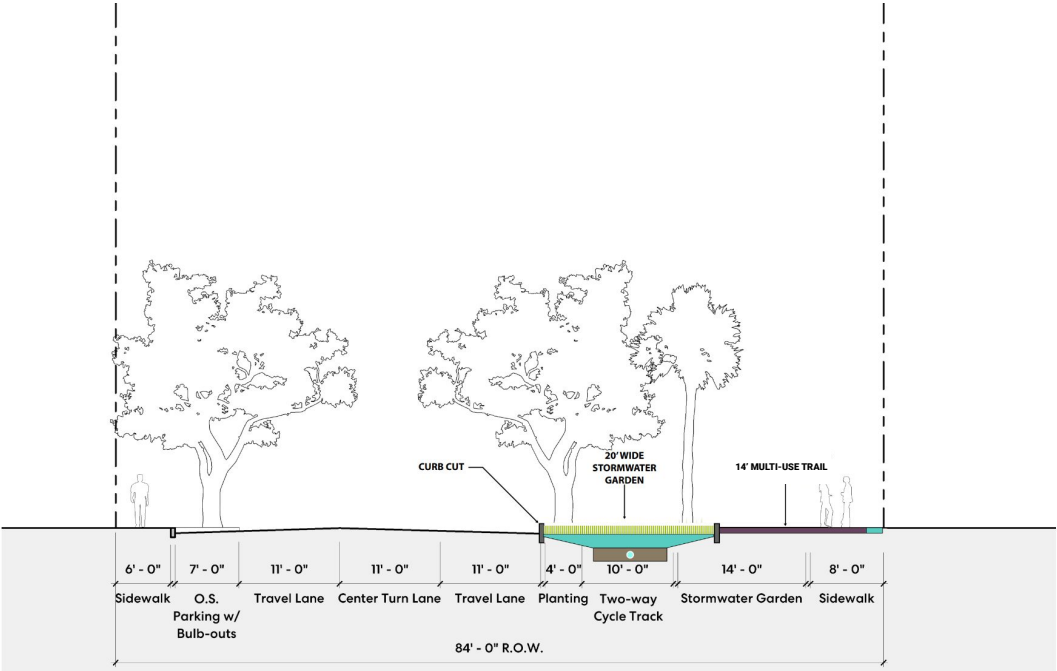 20' WIDE
STORMWATER
GARDEN
CURB CUT
14' MULTI-USE TRAIL
6' - 0" 7' - 0" 11' - 0" 11' - 0" 11' - 0" 4' - 0" 10' - 0" 14' - 0" 8' - 0"
Sidewalk O.S. Travel Lane Center Turn Lane Travel Lane Planting Two-way Stormwater Garden Sidewalk
Parking w/ Cycle Track
Bulb-outs
84' - 0" R.O.W.